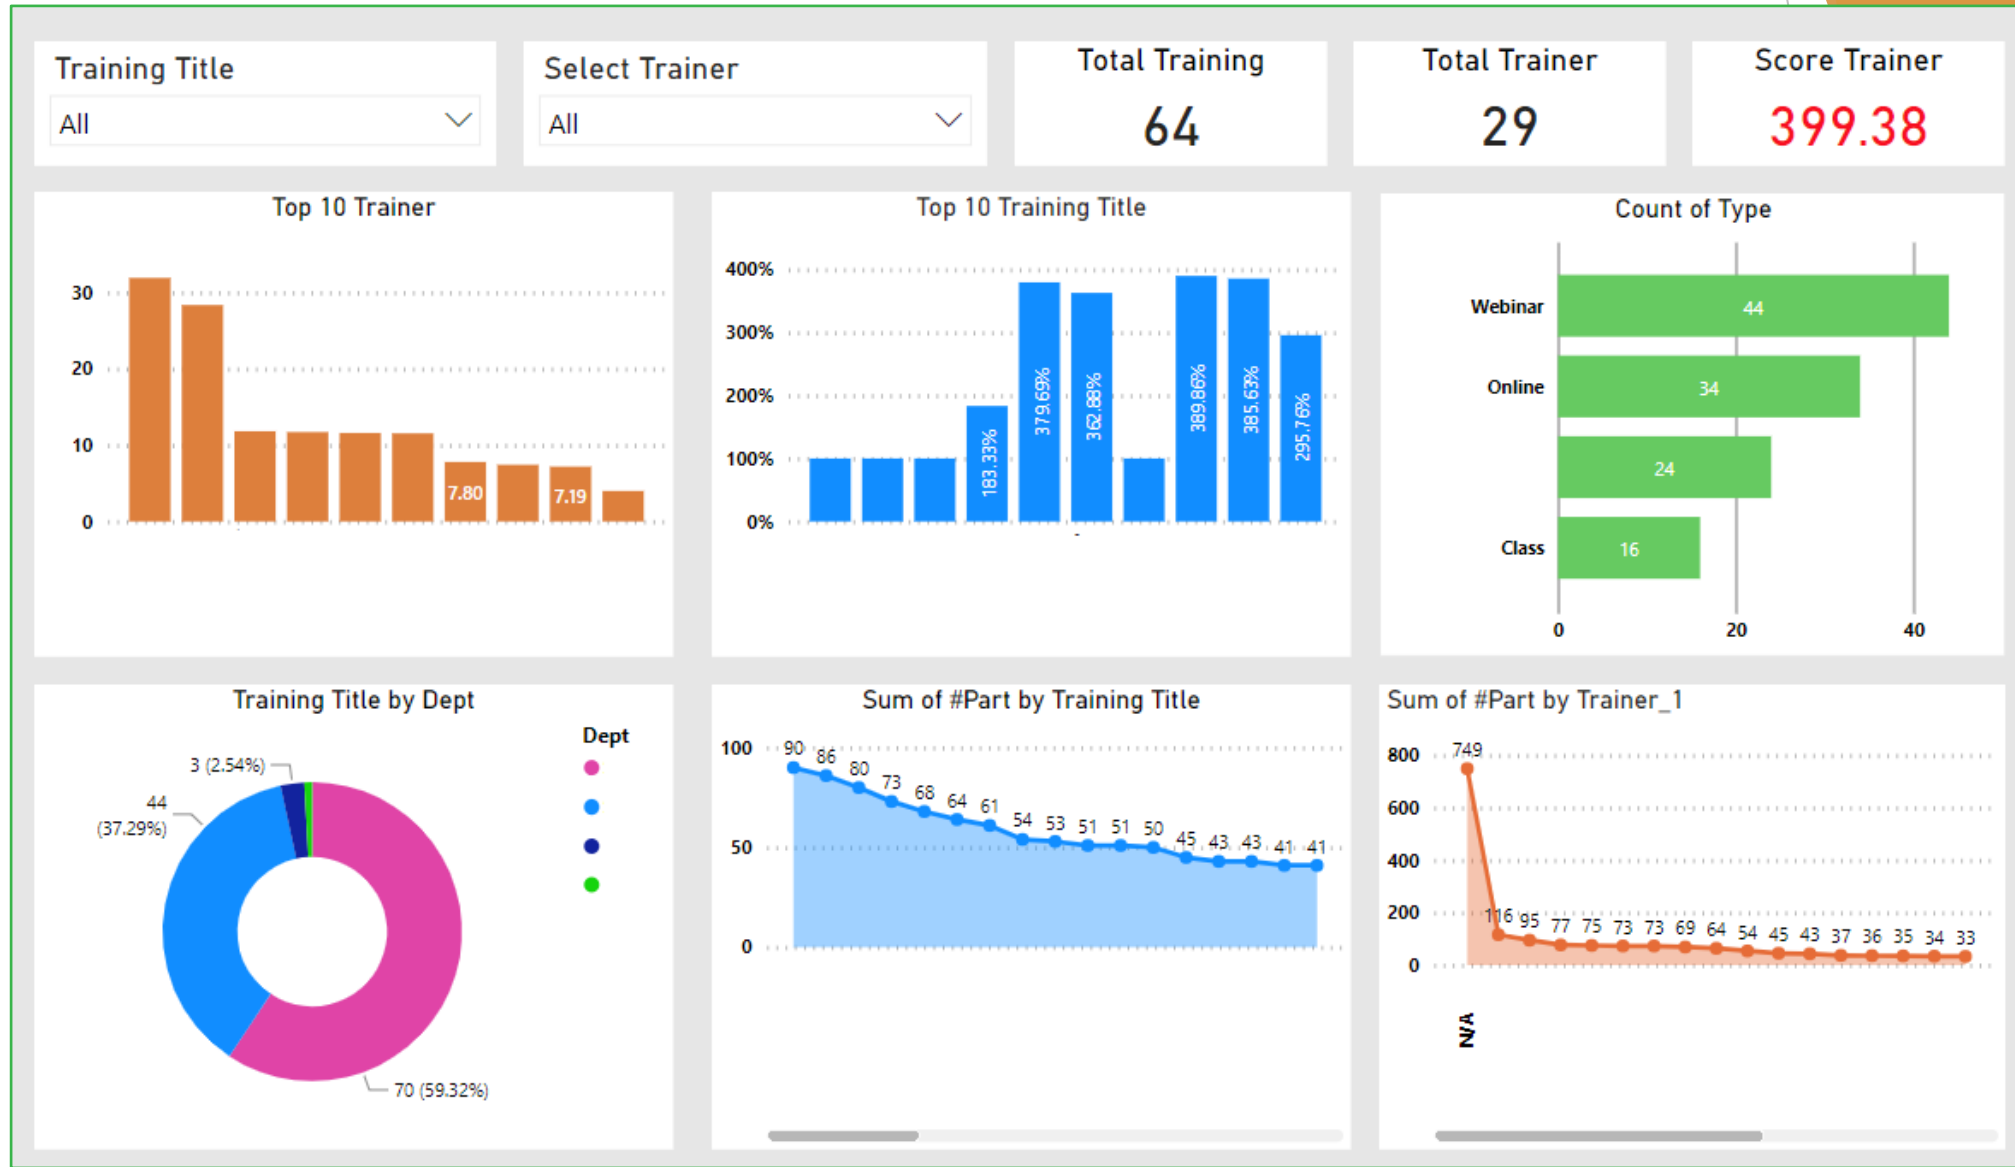 Training Title
All
Select Trainer
All
Total Training
64
Total Trainer
29
Score Trainer
399.38
Top 10 Trainer
30
20
10
0
7.80
7.19
Top 10 Training Title
400%
300%
200%
100%
0%
183.33%
379.69%
362.88%
389.86%
385.63%
295.76%
Count of Type
Webinar
44
Online
34
24
Class
16
0 20 40
Training Title by Dept
Dept
3 (2.54%)
44
(37.29%)
70 (59.32%)
Sum of #Part by Training Title
100
50
0
90 86 80 73 68 64 61 54 53 51 51 50 45 43 43 41 41
Sum of #Part by Trainer_1
800
600
400
200
0
749 116 95 77 75 73 73 69 64 54 45 43 37 36 35 34 33
N/A